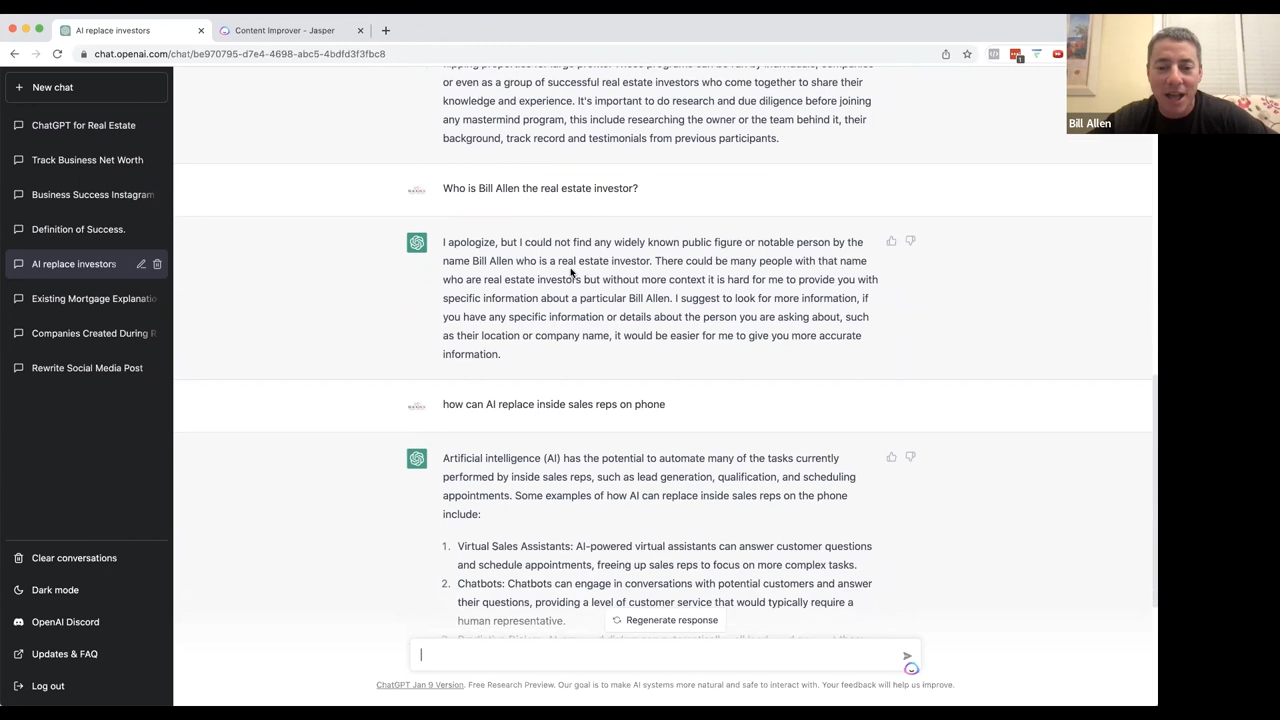 AI replace investors
Content Improver - Jasper
chat.openai.com/chat/be970795-d7e4-4698-abc5-4bdfd3f3fbc8
1
Bill Allen
New chat
ChatGPT for Real Estate
Track Business Net Worth
Business Success Instagram
Definition of Success.
AI replace investors
Existing Mortgage Explanatio
Companies Created During R
Rewrite Social Media Post
Clear conversations
Dark mode
OpenAI Discord
Updates & FAQ
Log out
or even as a group of successful real estate investors who come together to share their
knowledge and experience. It's important to do research and due diligence before joining
any mastermind program, this include researching the owner or the team behind it, their
background, track record and testimonials from previous participants.
Who is Bill Allen the real estate investor?
I apologize, but I could not find any widely known public figure or notable person by the
name Bill Allen who is a real estate investor. There could be many people with that name
who are real estate investors but without more context it is hard for me to provide you with
specific information about a particular Bill Allen. I suggest to look for more information, if
you have any specific information or details about the person you are asking about, such
as their location or company name, it would be easier for me to give you more accurate
information.
how can AI replace inside sales reps on phone
Artificial intelligence (AI) has the potential to automate many of the tasks currently
performed by inside sales reps, such as lead generation, qualification, and scheduling
appointments. Some examples of how AI can replace inside sales reps on the phone
include:
1. Virtual Sales Assistants: AI-powered virtual assistants can answer customer questions
and schedule appointments, freeing up sales reps to focus on more complex tasks.
2. Chatbots: Chatbots can engage in conversations with potential customers and answer
their questions, providing a level of customer service that would typically require a
human representative.
Regenerate response
ChatGPT Jan 9 Version. Free Research Preview. Our goal is to make AI systems more natural and safe to interact with. Your feedback will help us improve.